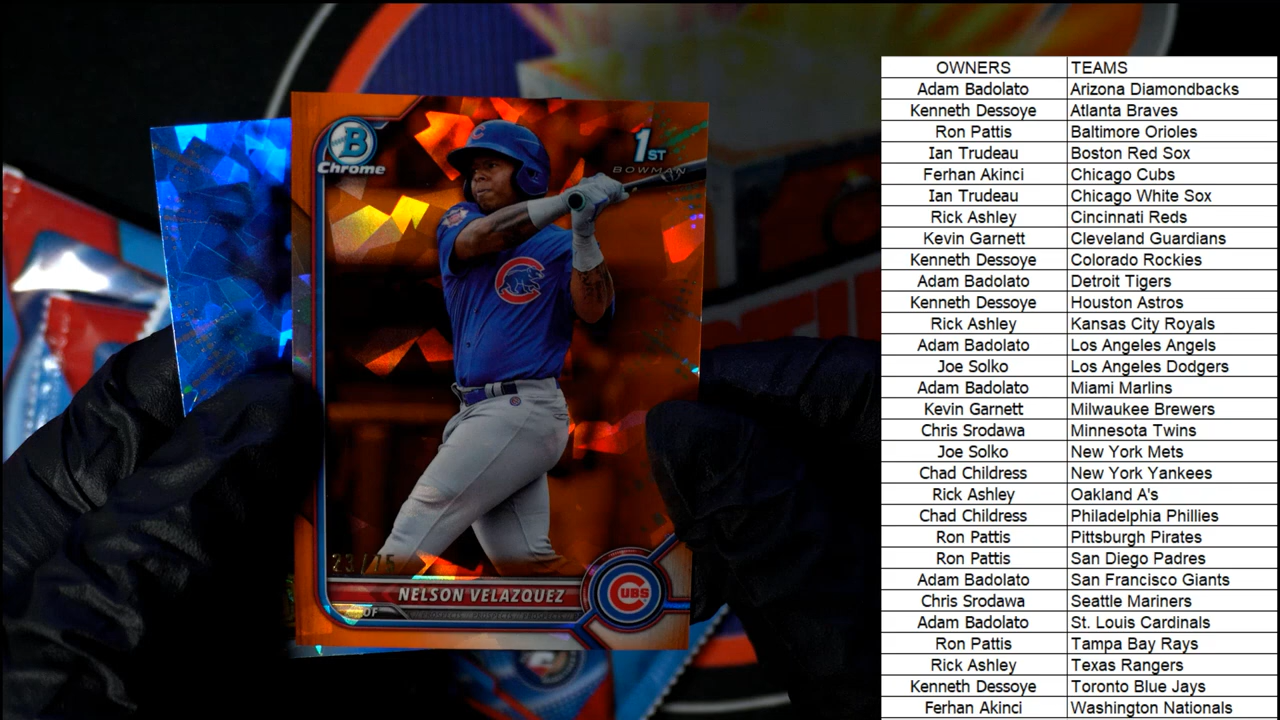 B
Chrome
1ST
BOWMAN
C
23/75
NELSON VELAZQUEZ
OF
CUBS
PROSPECTS PROSPECTS PROSPECTS
OWNERS TEAMS
Adam Badolato Arizona Diamondbacks
Kenneth Dessoye Atlanta Braves
Ron Pattis Baltimore Orioles
Ian Trudeau Boston Red Sox
Ferhan Akinci Chicago Cubs
Ian Trudeau Chicago White Sox
Rick Ashley Cincinnati Reds
Kevin Garnett Cleveland Guardians
Kenneth Dessoye Colorado Rockies
Adam Badolato Detroit Tigers
Kenneth Dessoye Houston Astros
Rick Ashley Kansas City Royals
Adam Badolato Los Angeles Angels
Joe Solko Los Angeles Dodgers
Adam Badolato Miami Marlins
Kevin Garnett Milwaukee Brewers
Chris Srodawa Minnesota Twins
Joe Solko New York Mets
Chad Childress New York Yankees
Rick Ashley Oakland A's
Chad Childress Philadelphia Phillies
Ron Pattis Pittsburgh Pirates
Ron Pattis San Diego Padres
Adam Badolato San Francisco Giants
Chris Srodawa Seattle Mariners
Adam Badolato St. Louis Cardinals
Ron Pattis Tampa Bay Rays
Rick Ashley Texas Rangers
Kenneth Dessoye Toronto Blue Jays
Ferhan Akinci Washington Nationals